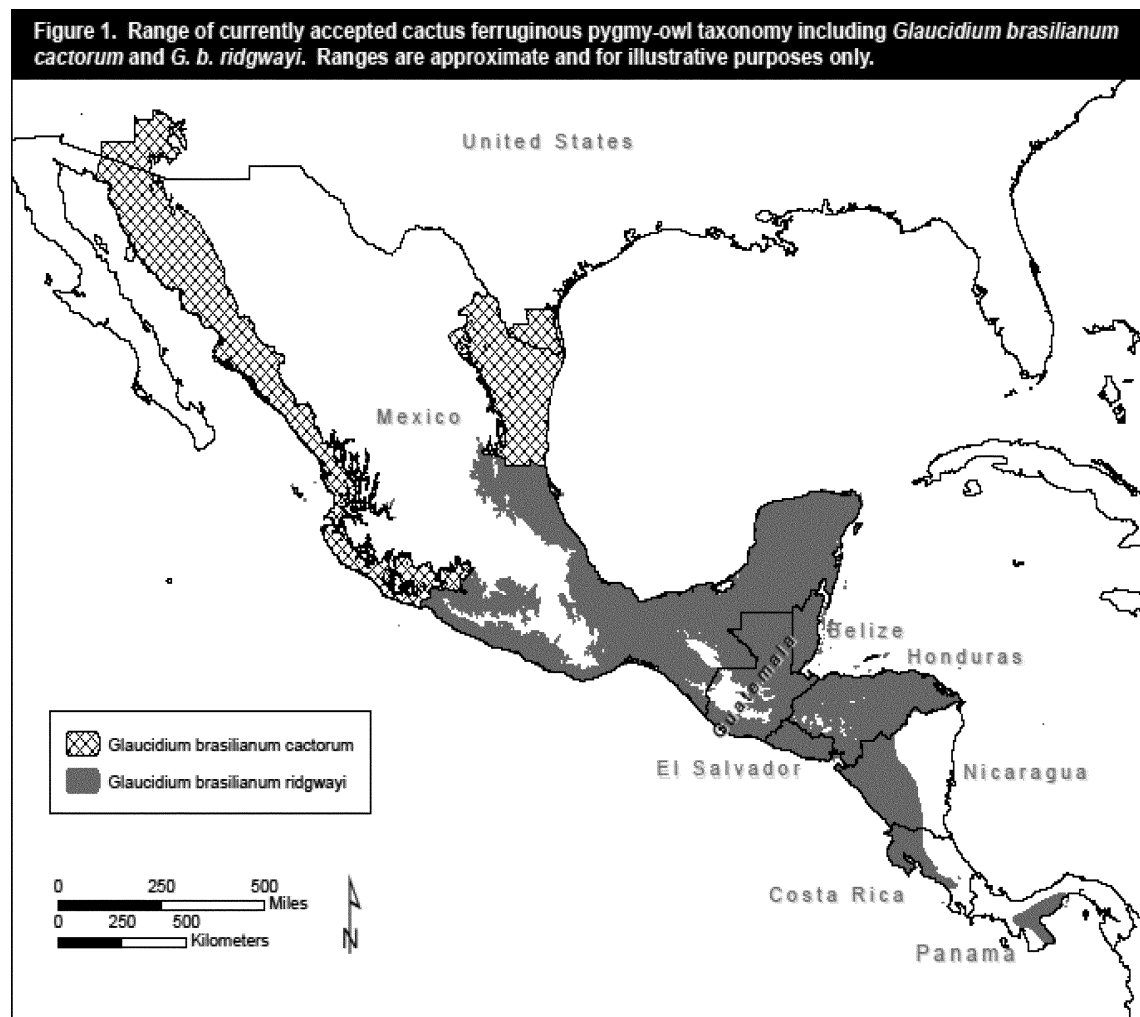 Figure 1. Range of currently accepted cactus ferruginous pygmy-owl taxonomy including Glaucidium brasilianum
cactorum and G. b. ridgwayi. Ranges are approximate and for illustrative purposes only.
United States
Mexico
Belize
Honduras
Guatemala
El Salvador
Nicaragua
Costa Rica
Panama
Glaucidium brasilianum cactorum
Glaucidium brasilianum ridgwayi
0 250 500
Miles
0 250 500
Kilometers
N